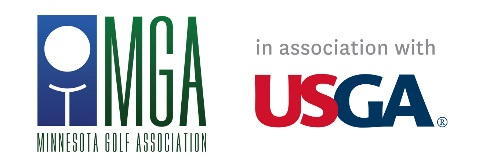 MGA
MINNESOTA GOLF ASSOCIATION
in association with
USGA®